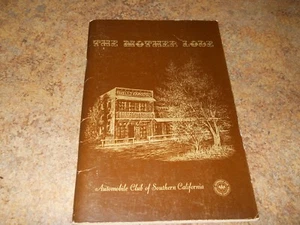 THE MOTHER LODE
Automobile Club of Southern California